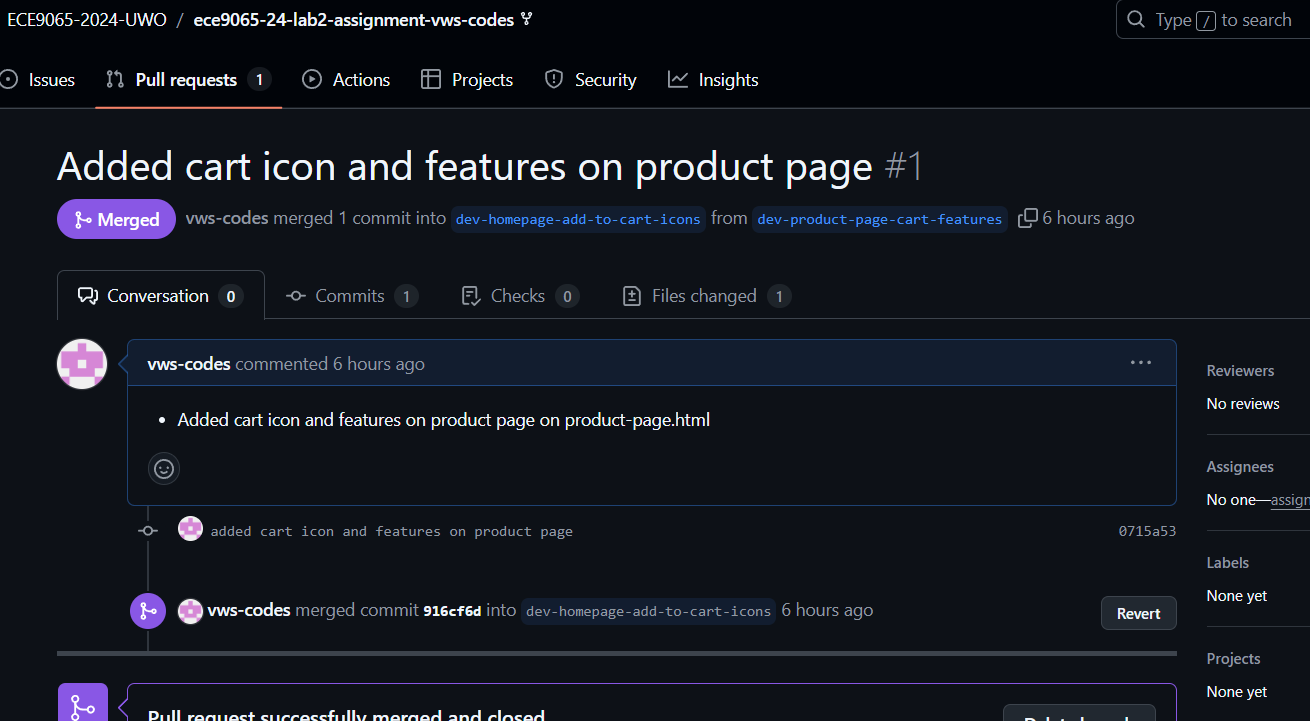 ECE9065-2024-UWO / ece9065-24-lab2-assignment-vws-codes
Type / to search
Issues Pull requests 1 Actions Projects Security Insights
Added cart icon and features on product page #1
Merged vws-codes merged 1 commit into dev-homepage-add-to-cart-icons from dev-product-page-cart-features 6 hours ago
Conversation 0 Commits 1 Checks 0 Files changed 1
vws-codes commented 6 hours ago ...
• Added cart icon and features on product page on product-page.html
added cart icon and features on product page 0715a53
vws-codes merged commit 916cf6d into dev-homepage-add-to-cart-icons 6 hours ago
Revert
Pull request successfully merged and closed
Reviewers
No reviews
Assignees
No one—assign
Labels
None yet
Projects
None yet